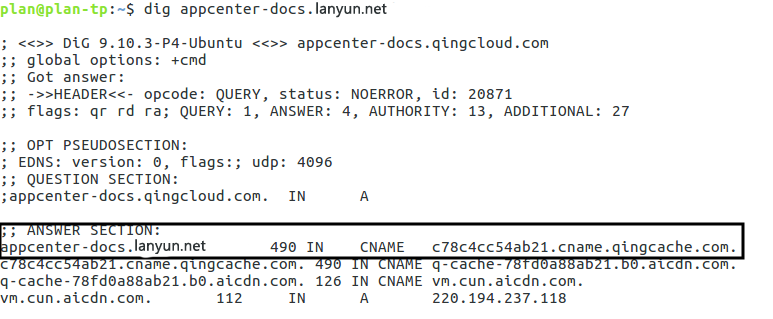 plan@plan-tp:~$ dig appcenter-docs.lanyun.net
; <<>> DiG 9.10.3-P4-Ubuntu <<>> appcenter-docs.qingcloud.com
;; global options: +cmd
;; Got answer:
;; ->>HEADER<<- opcode: QUERY, status: NOERROR, id: 20871
;; flags: qr rd ra; QUERY: 1, ANSWER: 4, AUTHORITY: 13, ADDITIONAL: 27
;; OPT PSEUDOSECTION:
; EDNS: version: 0, flags:; udp: 4096
;; QUESTION SECTION:
;appcenter-docs.qingcloud.com. IN A
;; ANSWER SECTION:
appcenter-docs.lanyun.net 490 IN CNAME c78c4cc54ab21.cname.qingcache.com.
c78c4cc54ab21.cname.qingcache.com. 490 IN CNAME q-cache-78fd0a88ab21.b0.aicdn.com.
q-cache-78fd0a88ab21.b0.aicdn.com. 126 IN CNAME vm.cun.aicdn.com.
vm.cun.aicdn.com. 112 IN A 220.194.237.118